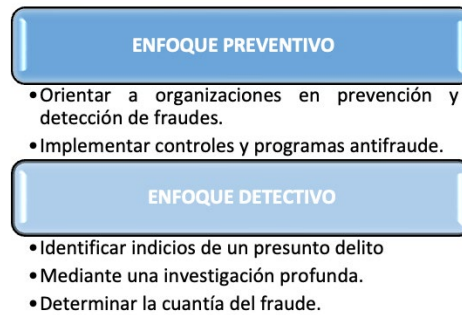 ENFOQUE PREVENTIVO
•Orientar a organizaciones en prevención y
detección de fraudes.
•Implementar controles y programas antifraude.
ENFOQUE DETECTIVO
•Identificar indicios de un presunto delito
•Mediante una investigación profunda.
•Determinar la cuantía del fraude.